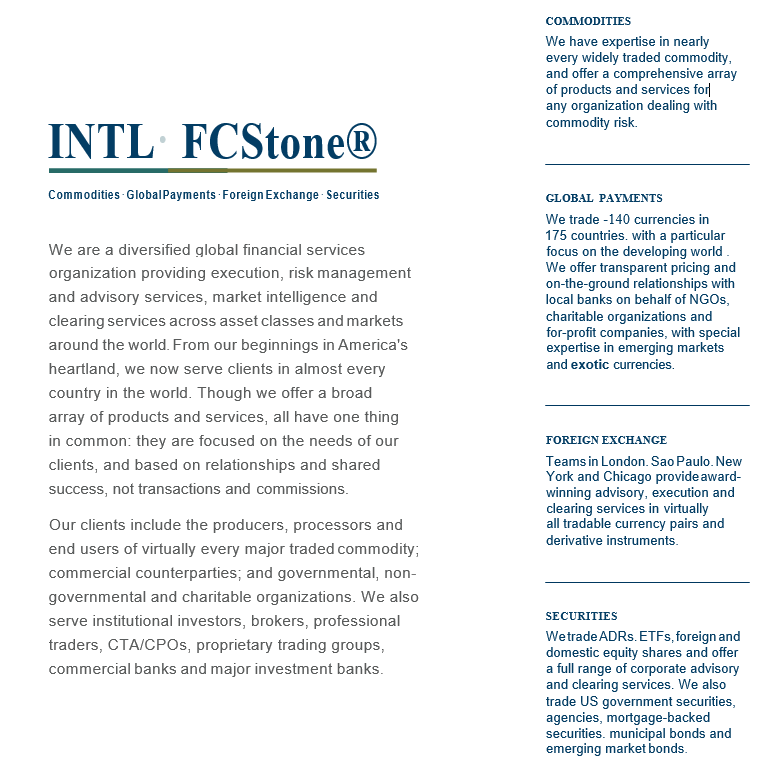 INTL· FCStone®
Commodities · Global Payments · Foreign Exchange · Securities
We are a diversified global financial services
organization providing execution, risk management
and advisory services, market intelligence and
clearing services across asset classes and markets
around the world. From our beginnings in America's
heartland, we now serve clients in almost every
country in the world. Though we offer a broad
array of products and services, all have one thing
in common: they are focused on the needs of our
clients, and based on relationships and shared
success, not transactions and commissions.
Our clients include the producers, processors and
end users of virtually every major traded commodity;
commercial counterparties; and governmental, non-
governmental and charitable organizations. We also
serve institutional investors, brokers, professional
traders, CTA/CPOs, proprietary trading groups,
commercial banks and major investment banks.
COMMODITIES
We have expertise in nearly
every widely traded commodity,
and offer a comprehensive array
of products and services for
any organization dealing with
commodity risk.
GLOBAL PAYMENTS
We trade -140 currencies in
175 countries. with a particular
focus on the developing world .
We offer transparent pricing and
on-the-ground relationships with
local banks on behalf of NGOs,
charitable organizations and
for-profit companies, with special
expertise in emerging markets
and exotic currencies.
FOREIGN EXCHANGE
Teams in London. Sao Paulo. New
York and Chicago provide award-
winning advisory, execution and
clearing services in virtually
all tradable currency pairs and
derivative instruments.
SECURITIES
We trade ADRs. ETFs, foreign and
domestic equity shares and offer
a full range of corporate advisory
and clearing services. We also
trade US government securities,
agencies, mortgage-backed
securities. municipal bonds and
emerging market bonds.